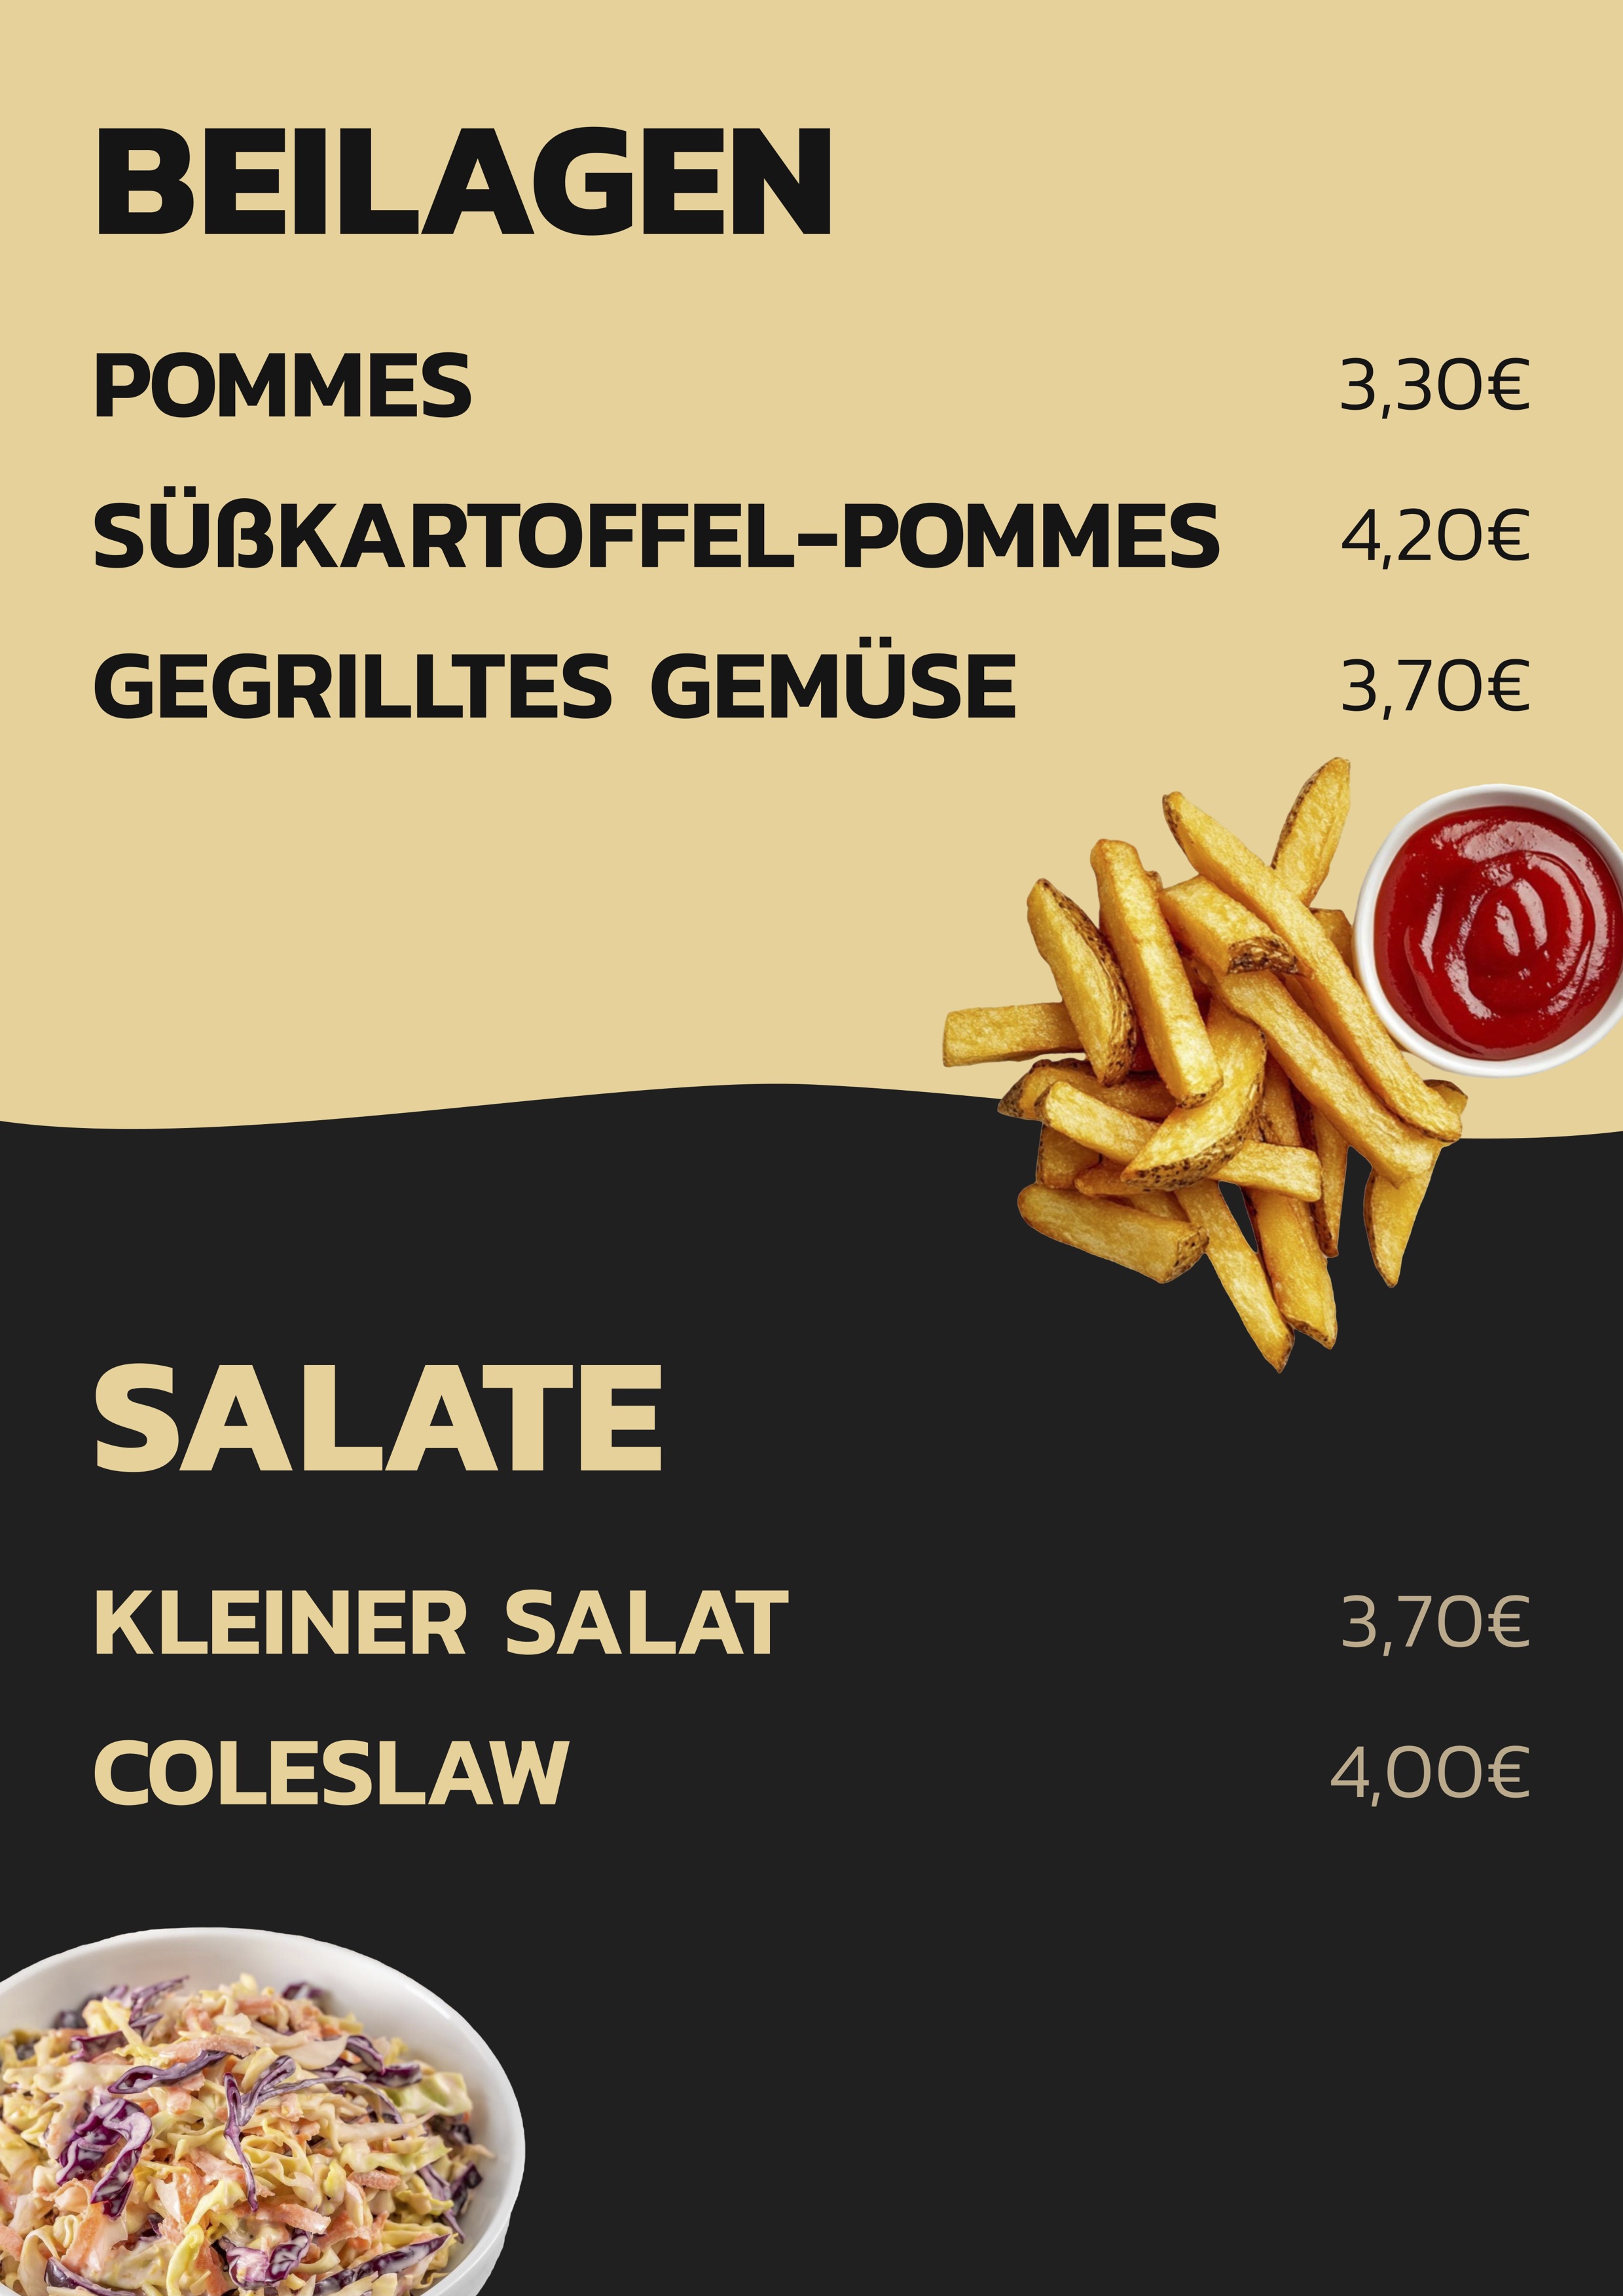 BEILAGEN
POMMES 3,30€
SÜßKARTOFFEL-POMMES 4,20€
GEGRILLTES GEMÜSE 3,70€
SALATE
KLEINER SALAT 3,70€
COLESLAW 4,00€